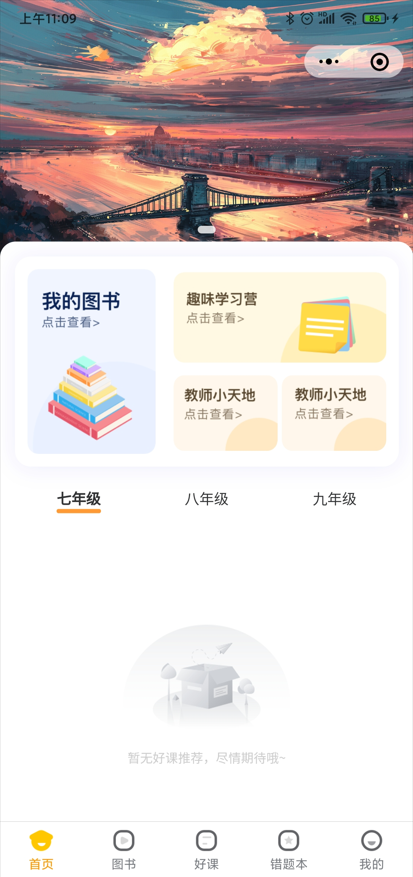 上午11:09
85
我的图书
点击查看>
趣味学习营
点击查看>
教师小天地
点击查看>
教师小天地
点击查看>
七年级
八年级
九年级
暂无好课推荐，尽情期待哦~
首页
图书
好课
错题本
我的